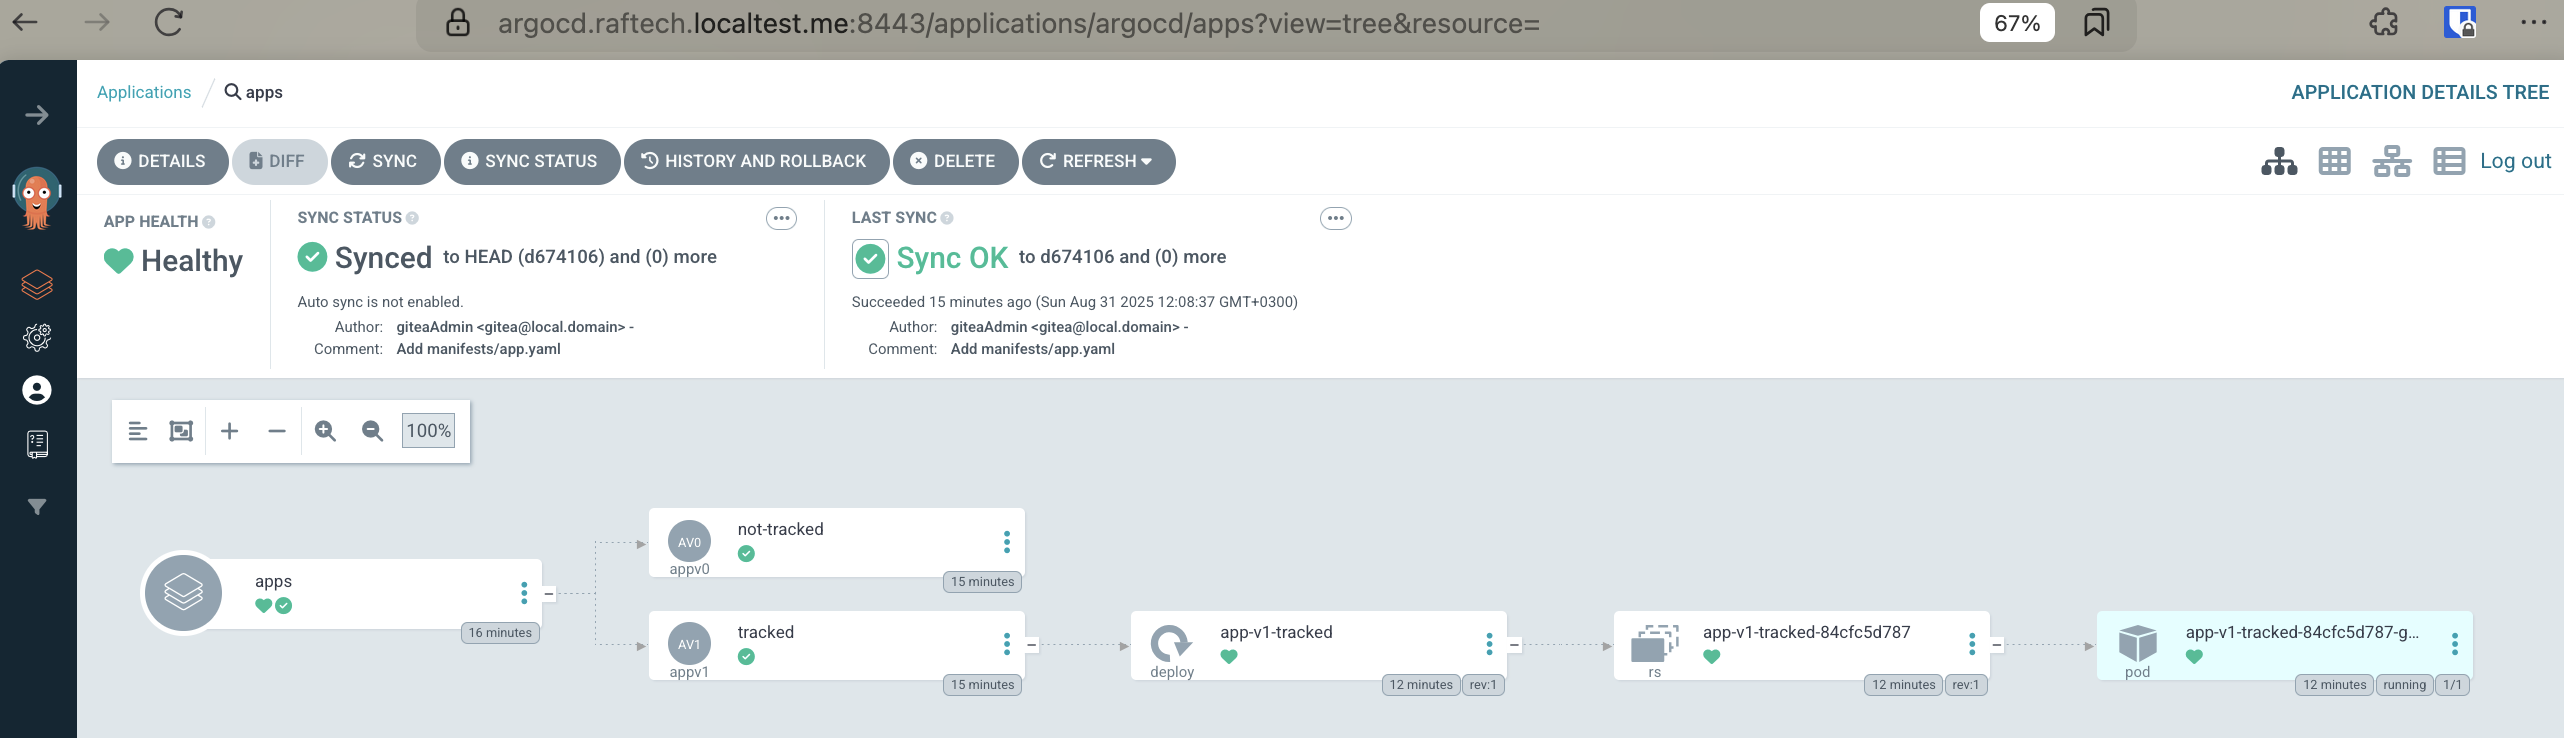 argocd.raftech.localtest.me:8443/applications/argocd/apps?view=tree&resource=
67%
Applications / apps
APPLICATION DETAILS TREE
DETAILS DIFF SYNC SYNC STATUS HISTORY AND ROLLBACK DELETE REFRESH
Log out
APP HEALTH
Healthy
SYNC STATUS
Synced to HEAD (d674106) and (0) more
Auto sync is not enabled.
Author: giteaAdmin <gitea@local.domain> -
Comment: Add manifests/app.yaml
LAST SYNC
Sync OK to d674106 and (0) more
Succeeded 15 minutes ago (Sun Aug 31 2025 12:08:37 GMT+0300)
Author: giteaAdmin <gitea@local.domain> -
Comment: Add manifests/app.yaml
100%
apps
16 minutes
AV0
appv0
not-tracked
15 minutes
AV1
appv1
tracked
15 minutes
deploy
app-v1-tracked
12 minutes rev:1
rs
app-v1-tracked-84cfc5d787
12 minutes rev:1
pod
app-v1-tracked-84cfc5d787-g...
12 minutes running 1/1